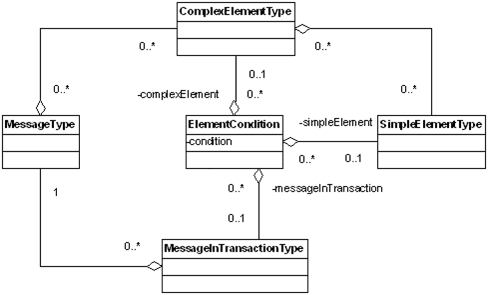 ComplexElementType
0..*
0..*
0..1
0..*
-complexElement
0..*
0..*
MessageType
ElementCondition
-condition
-simpleElement
SimpleElementType
0..*
0..1
1
0..*
-messageInTransaction
0..1
0..*
MessageInTransactionType